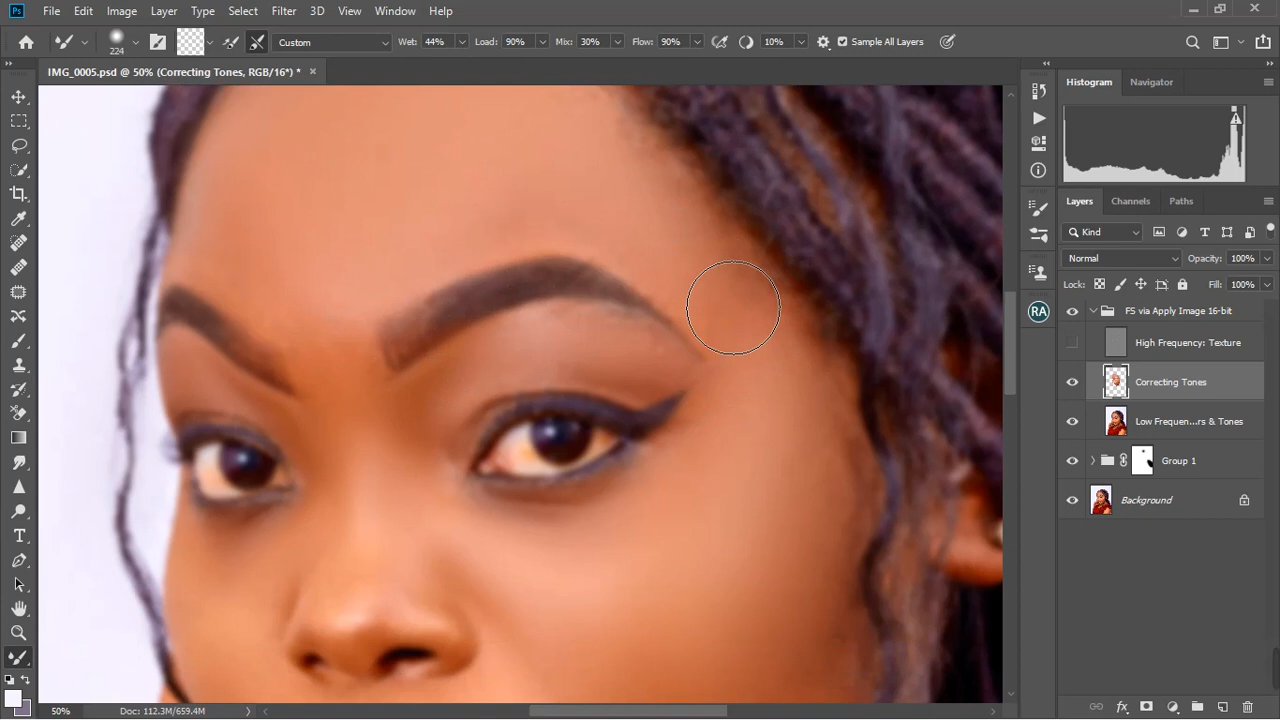 Ps File Edit Image Layer Type Select Filter 3D View Window Help
224 Custom Wet: 44% Load: 90% Mix: 30% Flow: 90% 10% Sample All Layers
IMG_0005.psd @ 50% (Correcting Tones, RGB/16*) * ×
Histogram Navigator
Layers Channels Paths
Kind
Normal Opacity: 100%
Lock: Fill: 100%
RA
FS via Apply Image 16-bit
High Frequency: Texture
Correcting Tones
Low Frequen...rs & Tones
Group 1
Background
50% Doc: 112.3M/659.4M